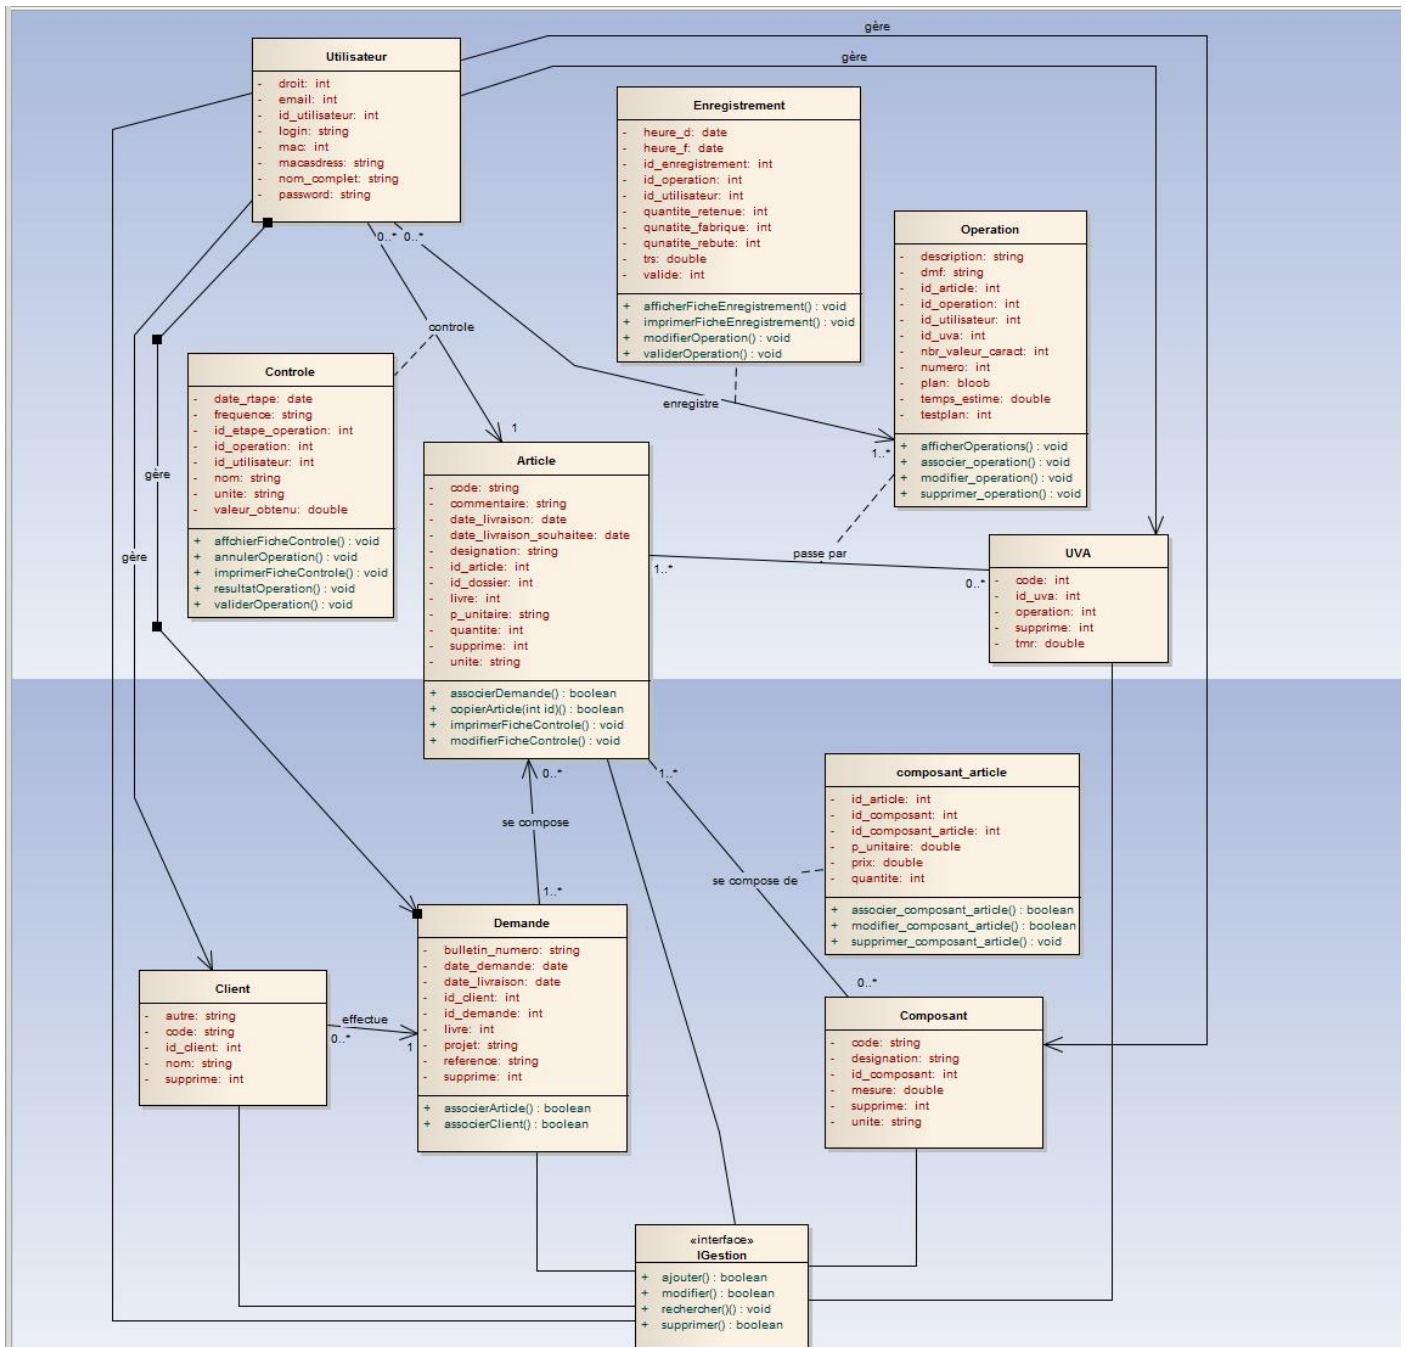 gère
gère
Utilisateur
- droit: int
- email: int
- id_utilisateur: int
- login: string
- mac: int
- macasdress: string
- nom_complet: string
- password: string
0..* 0..*
Enregistrement
- heure_d: date
- heure_f: date
- id_enregistrement: int
- id_operation: int
- id_utilisateur: int
- quantite_retenue: int
- qunatite_fabrique: int
- qunatite_rebute: int
- trs: double
- valide: int
+ afficherFicheEnregistrement() : void
+ imprimerFicheEnregistrement() : void
+ modifierOperation() : void
+ validerOperation() : void
Operation
- description: string
- dmf: string
- id_article: int
- id_operation: int
- id_utilisateur: int
- id_uva: int
- nbr_valeur_caract: int
- numero: int
- plan: bloob
- temps_estime: double
- testplan: int
+ afficherOperations() : void
+ associer_operation() : void
+ modifier_operation() : void
+ supprimer_operation() : void
controle
enregistre
1
1..*
Controle
- date_rtape: date
- frequence: string
- id_etape_operation: int
- id_operation: int
- id_utilisateur: int
- nom: string
- unite: string
- valeur_obtenu: double
+ affchierFicheControle() : void
+ annulerOperation() : void
+ imprimerFicheControle() : void
+ resultatOperation() : void
+ validerOperation() : void
gère
gère
Article
- code: string
- commentaire: string
- date_livraison: date
- date_livraison_souhaitee: date
- designation: string
- id_article: int
- id_dossier: int
- livre: int
- p_unitaire: string
- quantite: int
- supprime: int
- unite: string
+ associerDemande() : boolean
+ copierArticle(int id)() : boolean
+ imprimerFicheControle() : void
+ modifierFicheControle() : void
passe par
1..*
0..*
UVA
- code: int
- id_uva: int
- operation: int
- supprime: int
- tmr: double
0..*
1..*
se compose
1..*
composant_article
- id_article: int
- id_composant: int
- id_composant_article: int
- p_unitaire: double
- prix: double
- quantite: int
+ associer_composant_article() : boolean
+ modifier_composant_article() : boolean
+ supprimer_composant_article() : void
se compose de
0..*
Demande
- bulletin_numero: string
- date_demande: date
- date_livraison: date
- id_client: int
- id_demande: int
- livre: int
- projet: string
- reference: string
- supprime: int
+ associerArticle() : boolean
+ associerClient() : boolean
Client
- autre: string
- code: string
- id_client: int
- nom: string
- supprime: int
effectue
0..*
1
Composant
- code: string
- designation: string
- id_composant: int
- mesure: double
- supprime: int
- unite: string
«interface»
IGestion
+ ajouter() : boolean
+ modifier() : boolean
+ rechercher()() : void
+ supprimer() : boolean